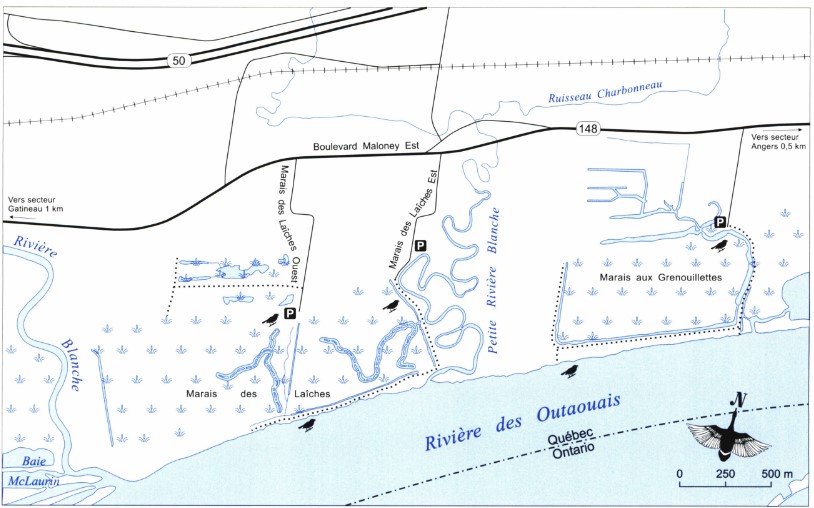 50
Ruisseau Charbonneau
148
Boulevard Maloney Est
Vers secteur
Angers 0,5 km
Vers secteur
Gatineau 1 km
Marais des Laîches Ouest
Marais des Laîches Est
Petite Rivière Blanche
P
P
P
Rivière
Blanche
Marais aux Grenouillettes
Marais des Laîches
Rivière des Outaouais
Québec
Ontario
N
Baie
McLaurin
0 250 500 m